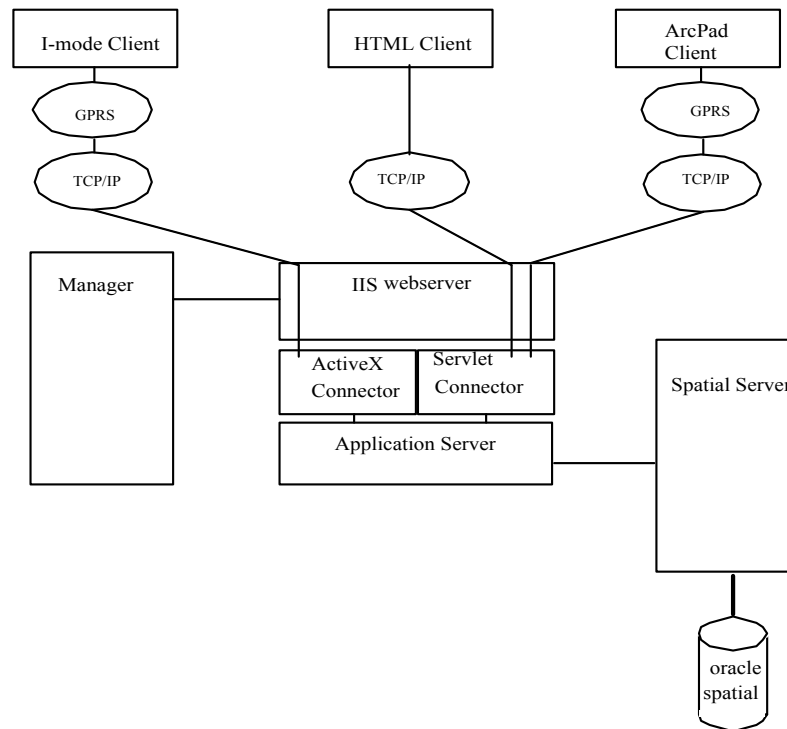 I-mode Client
HTML Client
ArcPad
Client
GPRS
GPRS
TCP/IP
TCP/IP
TCP/IP
Manager
IIS webserver
ActiveX
Connector
Servlet
Connector
Spatial Server
Application Server
oracle
spatial